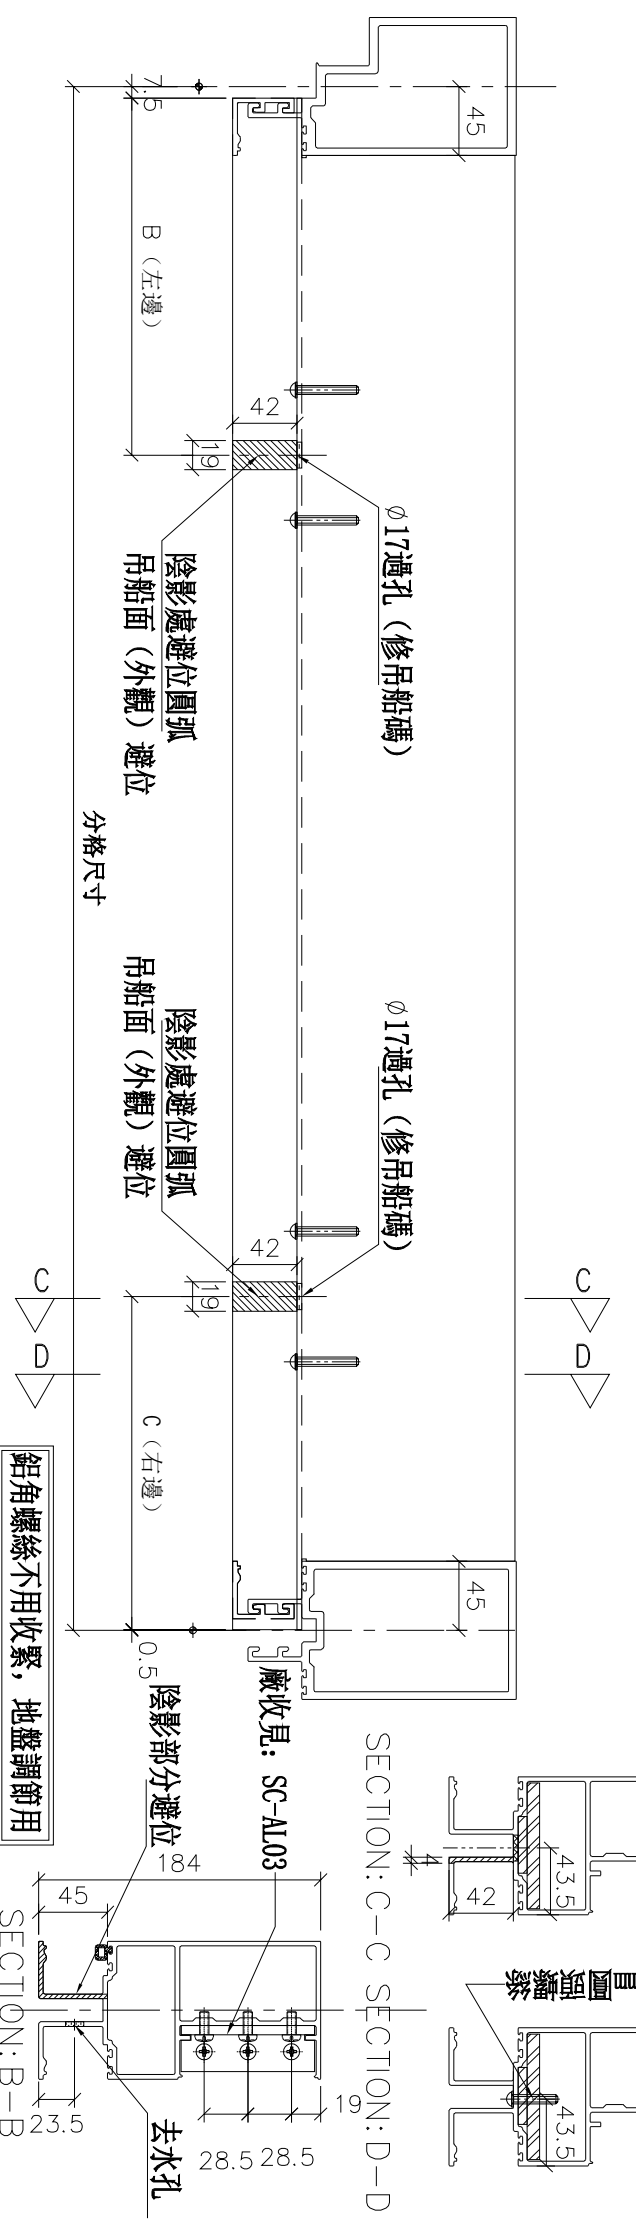 7.5
45
B（左邊）
42
19
Ø17過孔（修吊船碼）
陰影處避位圓弧
吊船面（外觀）避位
分格尺寸
Ø17過孔（修吊船碼）
陰影處避位圓弧
吊船面（外觀）避位
42
19
C
C
D
D
C（右邊）
45
0.5
鋁角螺絲不用收緊，地盤調節用
廠收見：SC-AL03
陰影部分避位
184
45
23.5
去水孔
19
28.5
28.5
SECTION:B-B
4
42
43.5
SECTION:C-C
圓頭螺絲
43.5
SECTION:D-D